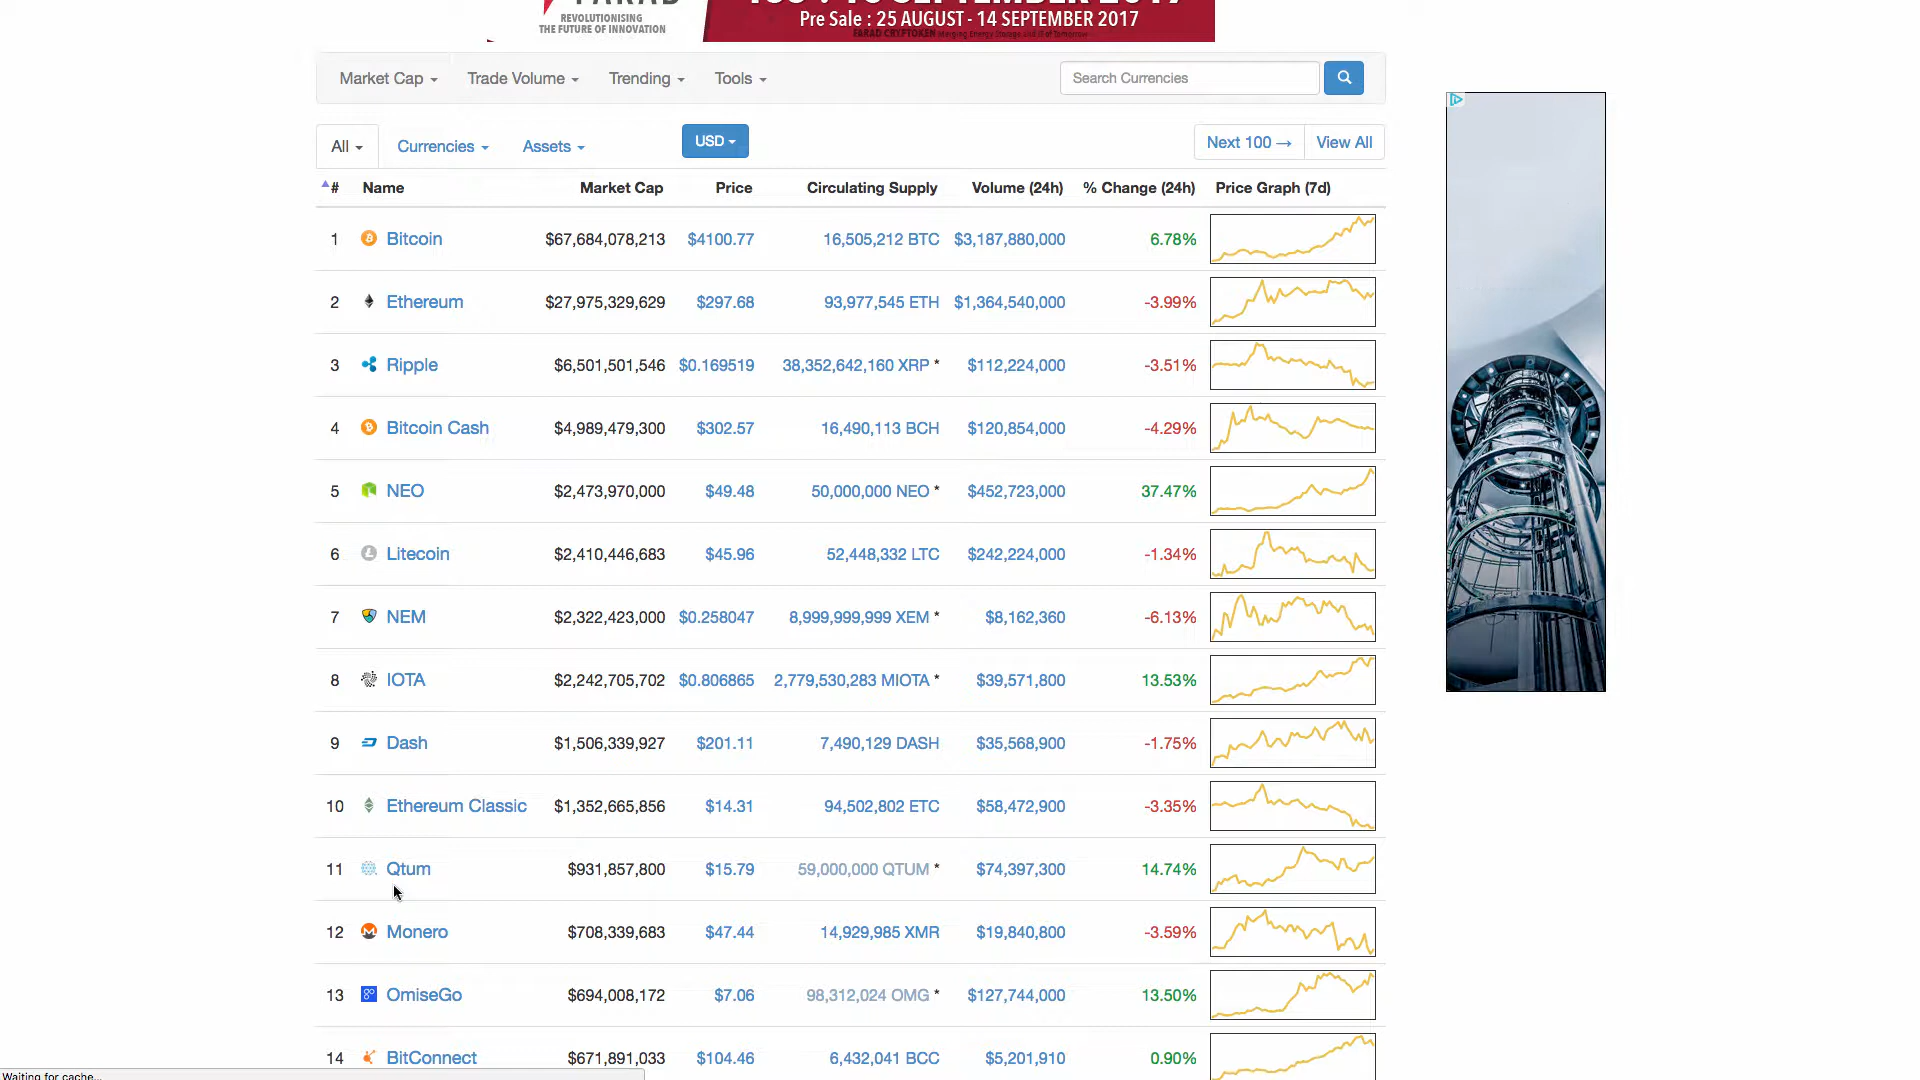 REVOLUTIONISING
THE FUTURE OF INNOVATION
Pre Sale : 25 AUGUST - 14 SEPTEMBER 2017
FARAD CRYPTOKEN Merging Energy Storage and IT of Tomorrow
Market Cap Trade Volume Trending Tools Search Currencies
All Currencies Assets USD Next 100 → View All
# Name Market Cap Price Circulating Supply Volume (24h) % Change (24h) Price Graph (7d)
1 Bitcoin $67,684,078,213 $4100.77 16,505,212 BTC $3,187,880,000 6.78%
2 Ethereum $27,975,329,629 $297.68 93,977,545 ETH $1,364,540,000 -3.99%
3 Ripple $6,501,501,546 $0.169519 38,352,642,160 XRP * $112,224,000 -3.51%
4 Bitcoin Cash $4,989,479,300 $302.57 16,490,113 BCH $120,854,000 -4.29%
5 NEO $2,473,970,000 $49.48 50,000,000 NEO * $452,723,000 37.47%
6 Litecoin $2,410,446,683 $45.96 52,448,332 LTC $242,224,000 -1.34%
7 NEM $2,322,423,000 $0.258047 8,999,999,999 XEM * $8,162,360 -6.13%
8 IOTA $2,242,705,702 $0.806865 2,779,530,283 MIOTA * $39,571,800 13.53%
9 Dash $1,506,339,927 $201.11 7,490,129 DASH $35,568,900 -1.75%
10 Ethereum Classic $1,352,665,856 $14.31 94,502,802 ETC $58,472,900 -3.35%
11 Qtum $931,857,800 $15.79 59,000,000 QTUM * $74,397,300 14.74%
12 Monero $708,339,683 $47.44 14,929,985 XMR $19,840,800 -3.59%
13 OmiseGo $694,008,172 $7.06 98,312,024 OMG * $127,744,000 13.50%
14 BitConnect $671,891,033 $104.46 6,432,041 BCC $5,201,910 0.90%
Waiting for cache...